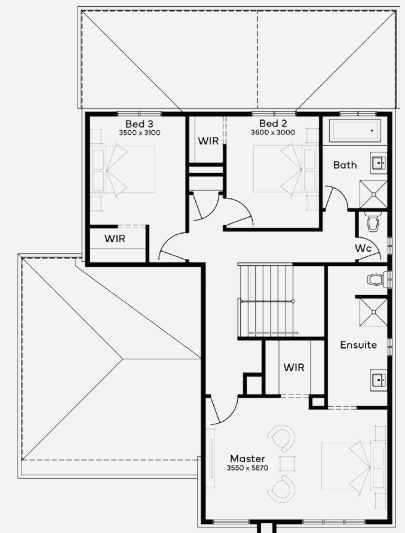 Bed 3
3500 x 3100
WIR
Bed 2
3600 x 3000
Bath
WIR
Wc
Ensuite
WIR
Master
3550 x 5670